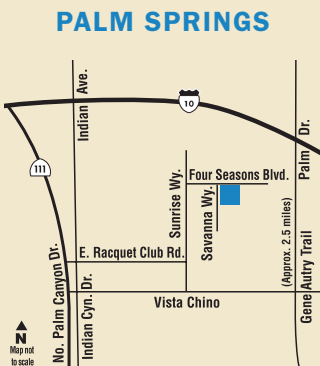 PALM SPRINGS
Indian Ave.
10
Palm Dr.
111
Four Seasons Blvd.
Sunrise Wy.
Savanna Wy.
(Approx. 2.5 miles)
E. Racquet Club Rd.
No. Palm Canyon Dr.
Indian Cyn. Dr.
Vista Chino
Gene Autry Trail
N
Map not
to scale